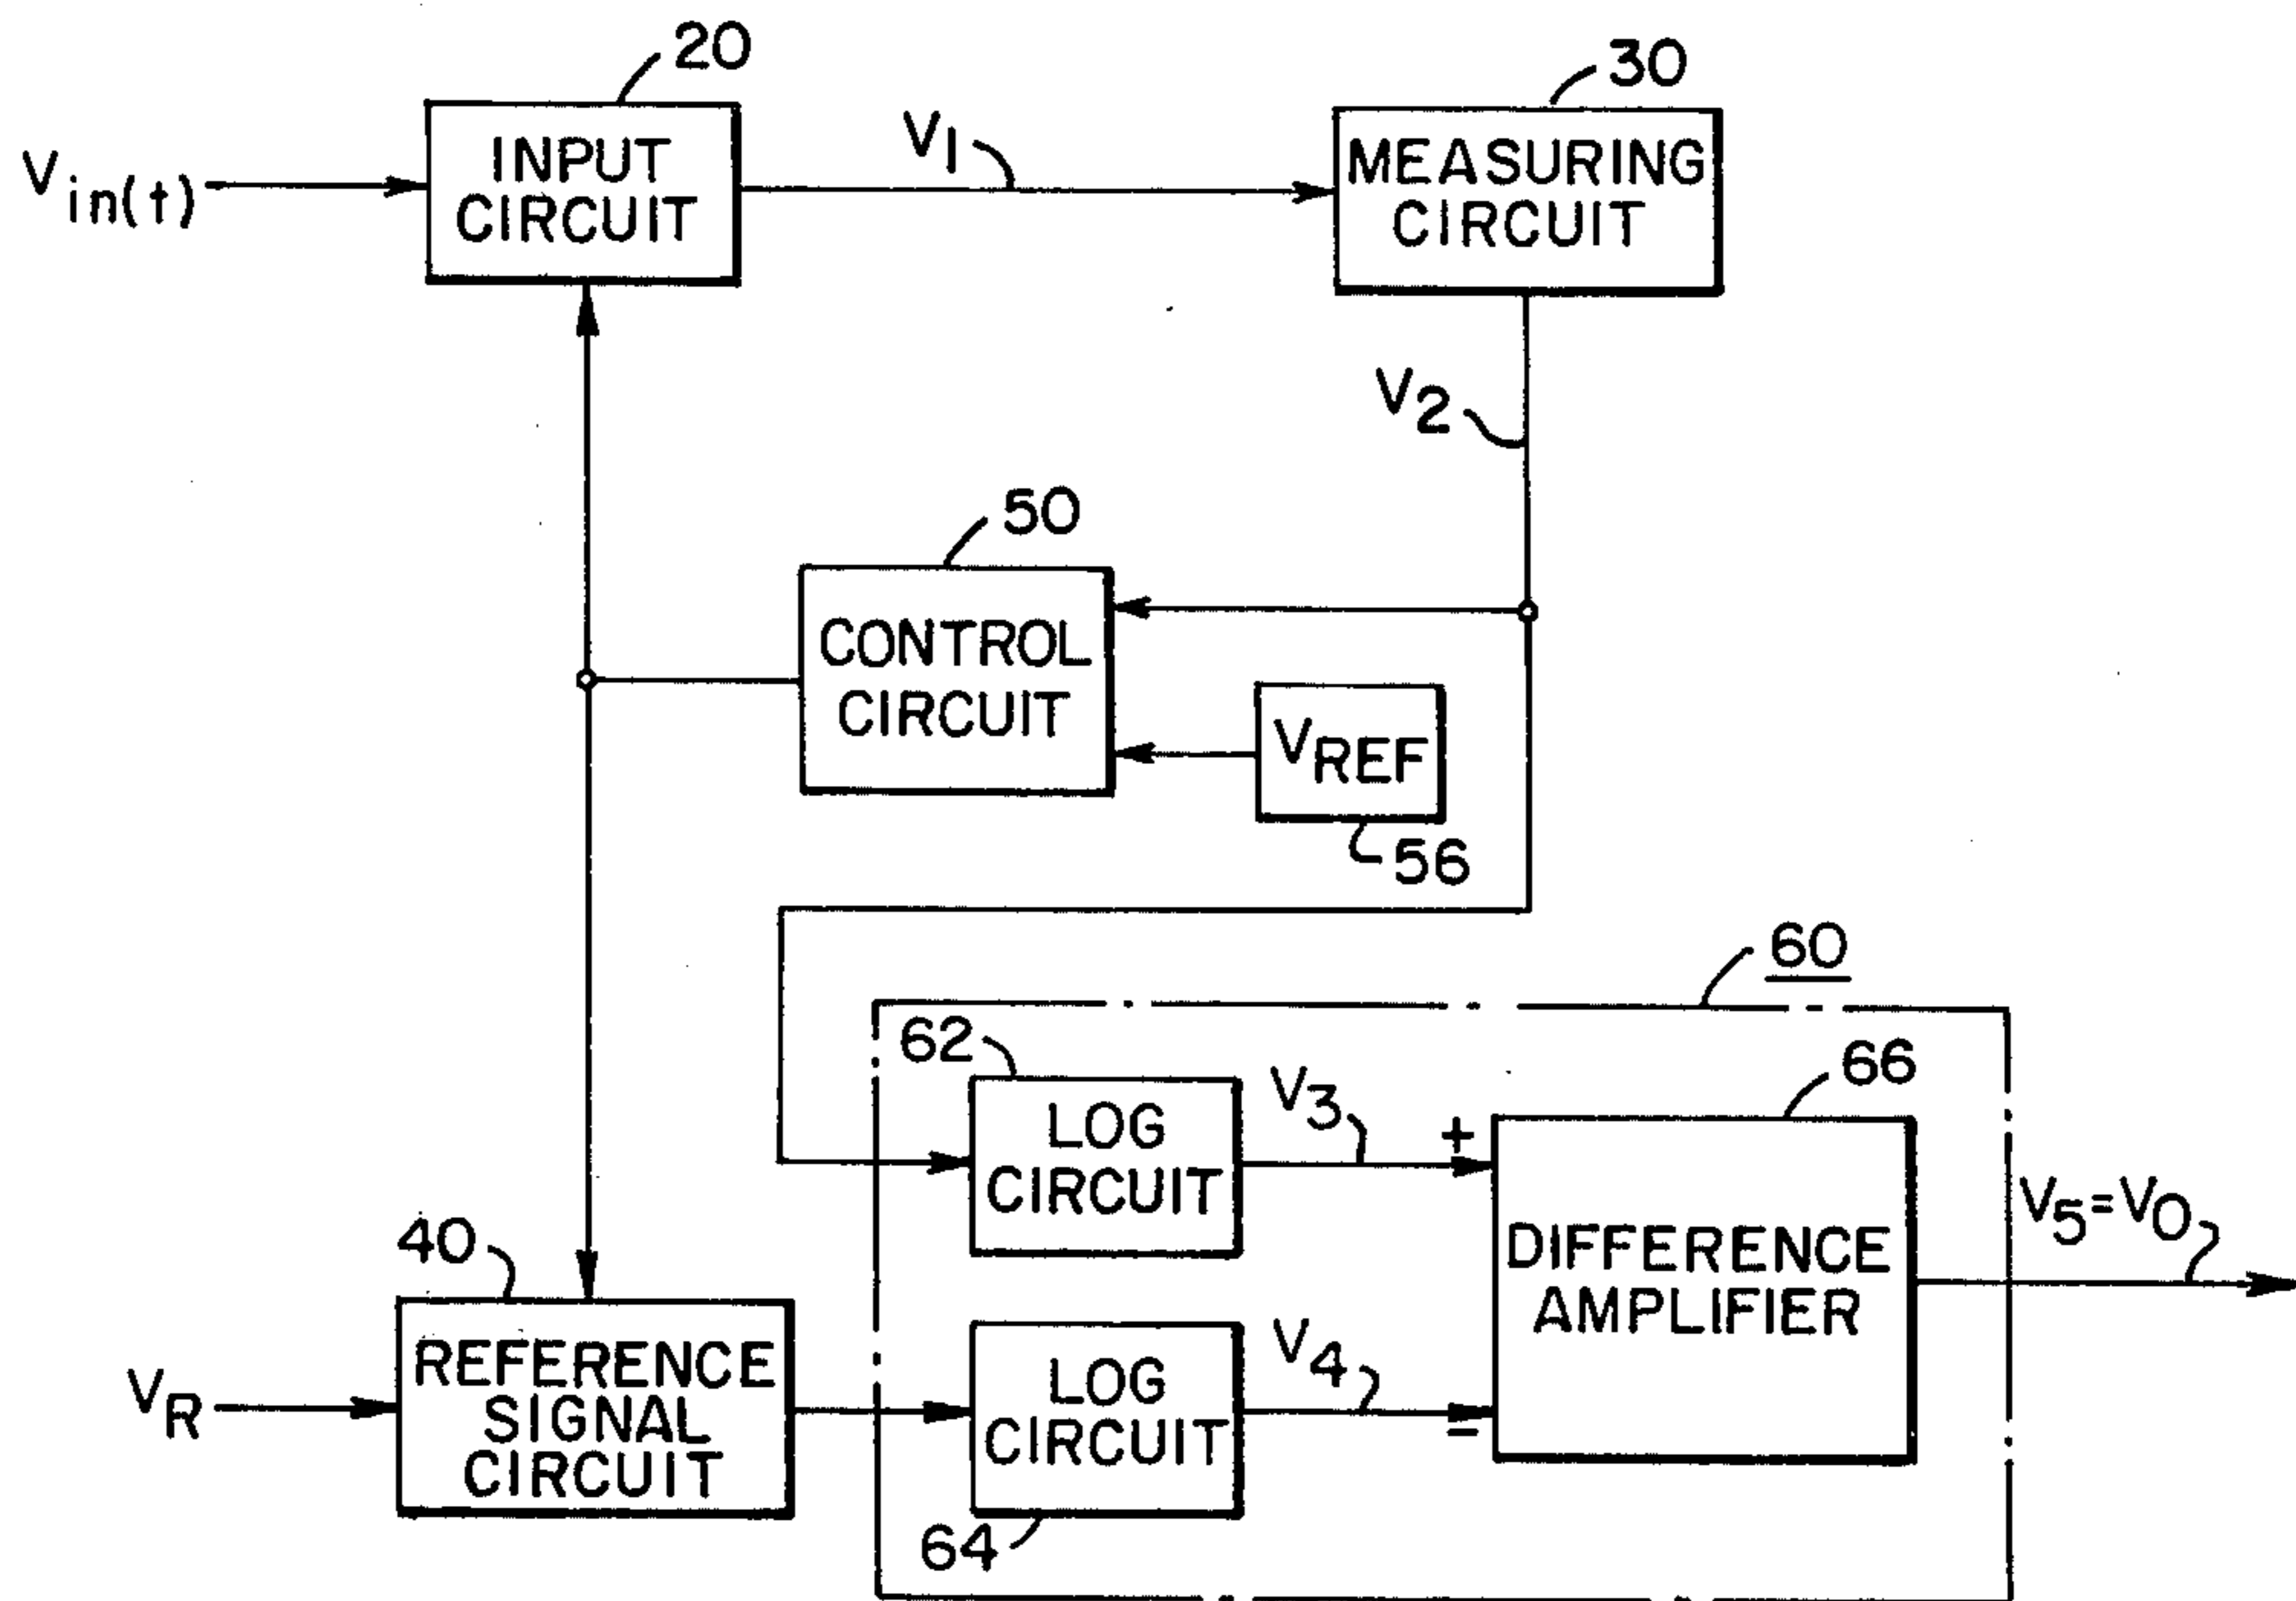 20
INPUT
CIRCUIT
Vin(t)
V1
30
MEASURING
CIRCUIT
V2
50
CONTROL
CIRCUIT
VREF
56
60
62
LOG
CIRCUIT
V3
+
66
DIFFERENCE
AMPLIFIER
V5=VO
40
REFERENCE
SIGNAL
CIRCUIT
VR
LOG
CIRCUIT
64
V4
−